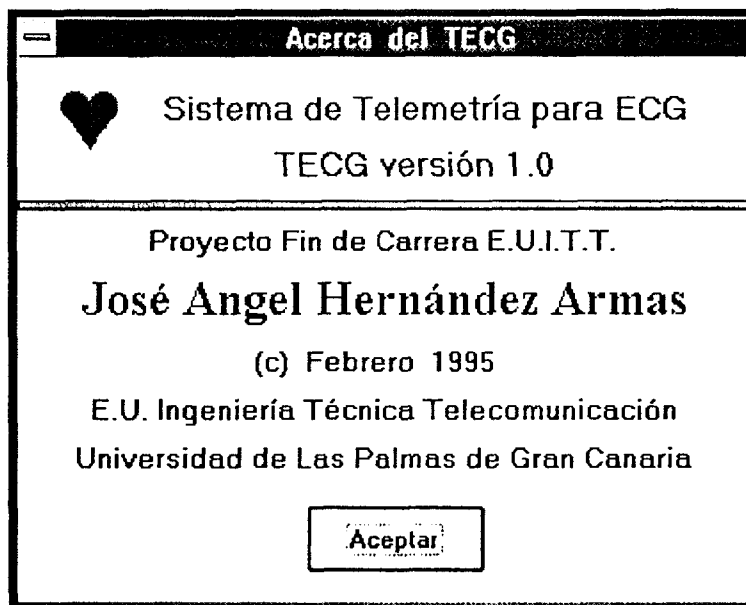 Acerca del TECG
Sistema de Telemetría para ECG
TECG versión 1.0
Proyecto Fin de Carrera E.U.I.T.T.
José Angel Hernández Armas
(c) Febrero 1995
E.U. Ingeniería Técnica Telecomunicación
Universidad de Las Palmas de Gran Canaria
Aceptar